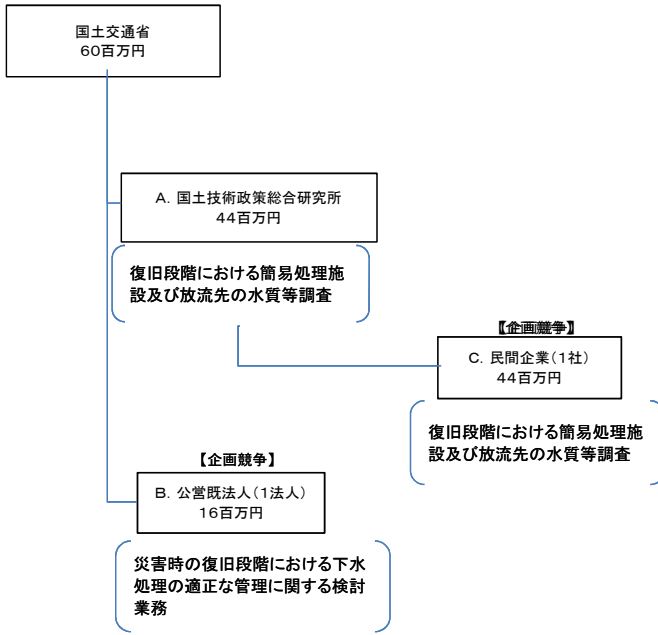 国土交通省
60百万円
A. 国土技術政策総合研究所
44百万円
復旧段階における簡易処理施
設及び放流先の水質等調査
【企画競争】
C. 民間企業(1社)
44百万円
復旧段階における簡易処理施
設及び放流先の水質等調査
【企画競争】
B. 公営既法人(1法人)
16百万円
災害時の復旧段階における下水
処理の適正な管理に関する検討
業務